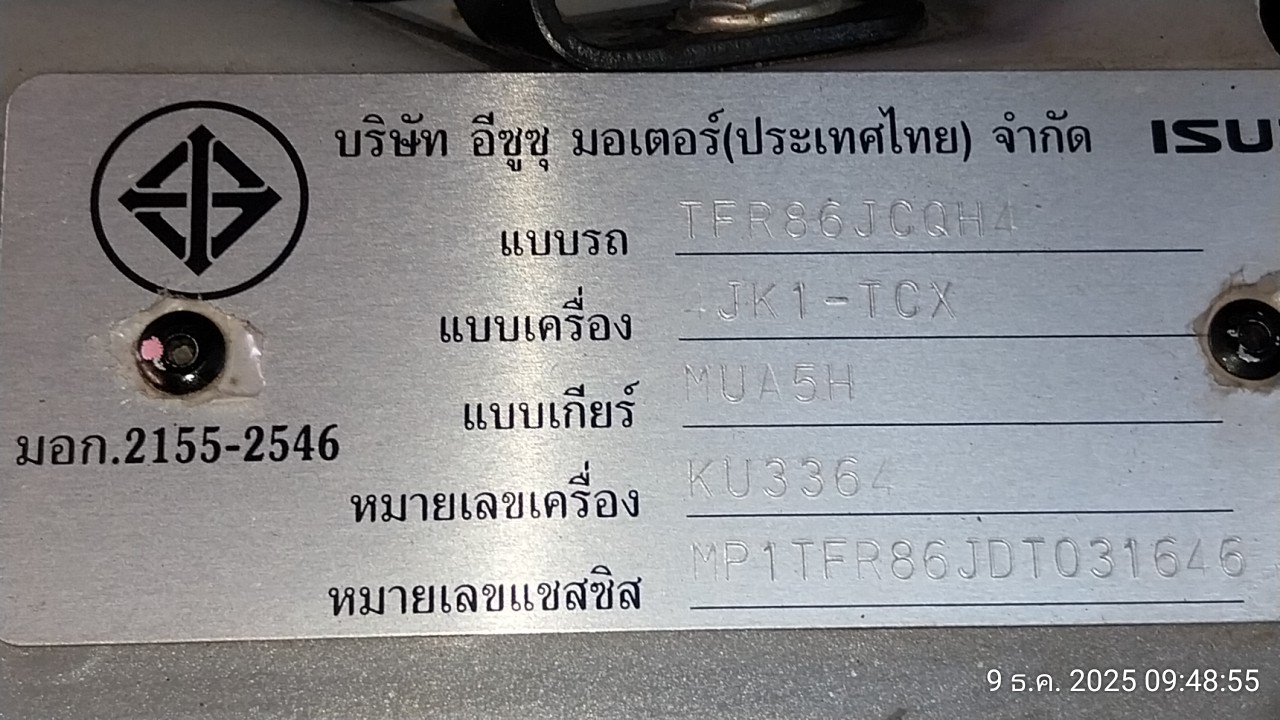 บริษัท อีซูซุ มอเตอร์(ประเทศไทย) จำกัด ISU
แบบรถ TFR86JCQH4
แบบเครื่อง 4JK1-TCX
แบบเกียร์ MUA5H
มอก.2155-2546
หมายเลขเครื่อง KU3364
หมายเลขแชสซิส MP1TFR86JDT031646
9 ธ.ค. 2025 09:48:55